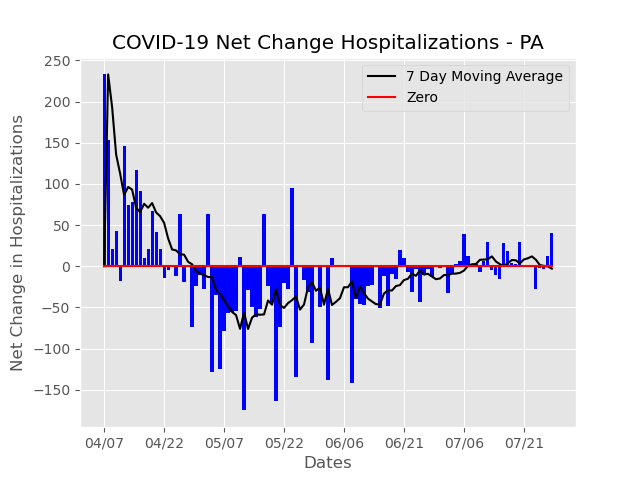 COVID-19 Net Change Hospitalizations - PA
7 Day Moving Average
Zero
Net Change in Hospitalizations
250
200
150
100
50
0
−50
−100
−150
04/07 04/22 05/07 05/22 06/06 06/21 07/06 07/21
Dates